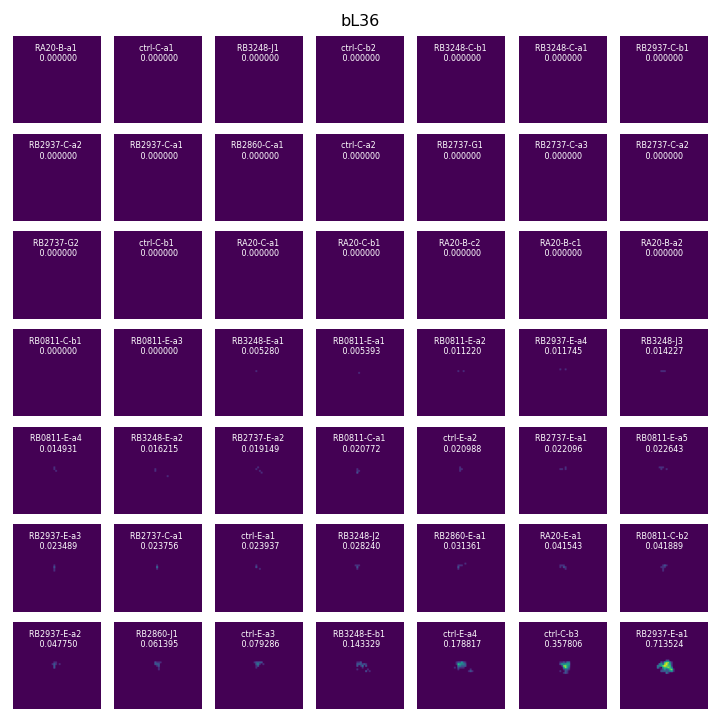 bL36
RA20-B-a1
0.000000
ctrl-C-a1
0.000000
RB3248-J1
0.000000
ctrl-C-b2
0.000000
RB3248-C-b1
0.000000
RB3248-C-a1
0.000000
RB2937-C-b1
0.000000
RB2937-C-a2
0.000000
RB2937-C-a1
0.000000
RB2860-C-a1
0.000000
ctrl-C-a2
0.000000
RB2737-G1
0.000000
RB2737-C-a3
0.000000
RB2737-C-a2
0.000000
RB2737-G2
0.000000
ctrl-C-b1
0.000000
RA20-C-a1
0.000000
RA20-C-b1
0.000000
RA20-B-c2
0.000000
RA20-B-c1
0.000000
RA20-B-a2
0.000000
RB0811-C-b1
0.000000
RB0811-E-a3
0.000000
RB3248-E-a1
0.005280
RB0811-E-a1
0.005393
RB0811-E-a2
0.011220
RB2937-E-a4
0.011745
RB3248-J3
0.014227
RB0811-E-a4
0.014931
RB3248-E-a2
0.016215
RB2737-E-a2
0.019149
RB0811-C-a1
0.020772
ctrl-E-a2
0.020988
RB2737-E-a1
0.022096
RB0811-E-a5
0.022643
RB2937-E-a3
0.023489
RB2737-C-a1
0.023756
ctrl-E-a1
0.023937
RB3248-J2
0.028240
RB2860-E-a1
0.031361
RA20-E-a1
0.041543
RB0811-C-b2
0.041889
RB2937-E-a2
0.047750
RB2860-J1
0.061395
ctrl-E-a3
0.079286
RB3248-E-b1
0.143329
ctrl-E-a4
0.178817
ctrl-C-b3
0.357806
RB2937-E-a1
0.713524